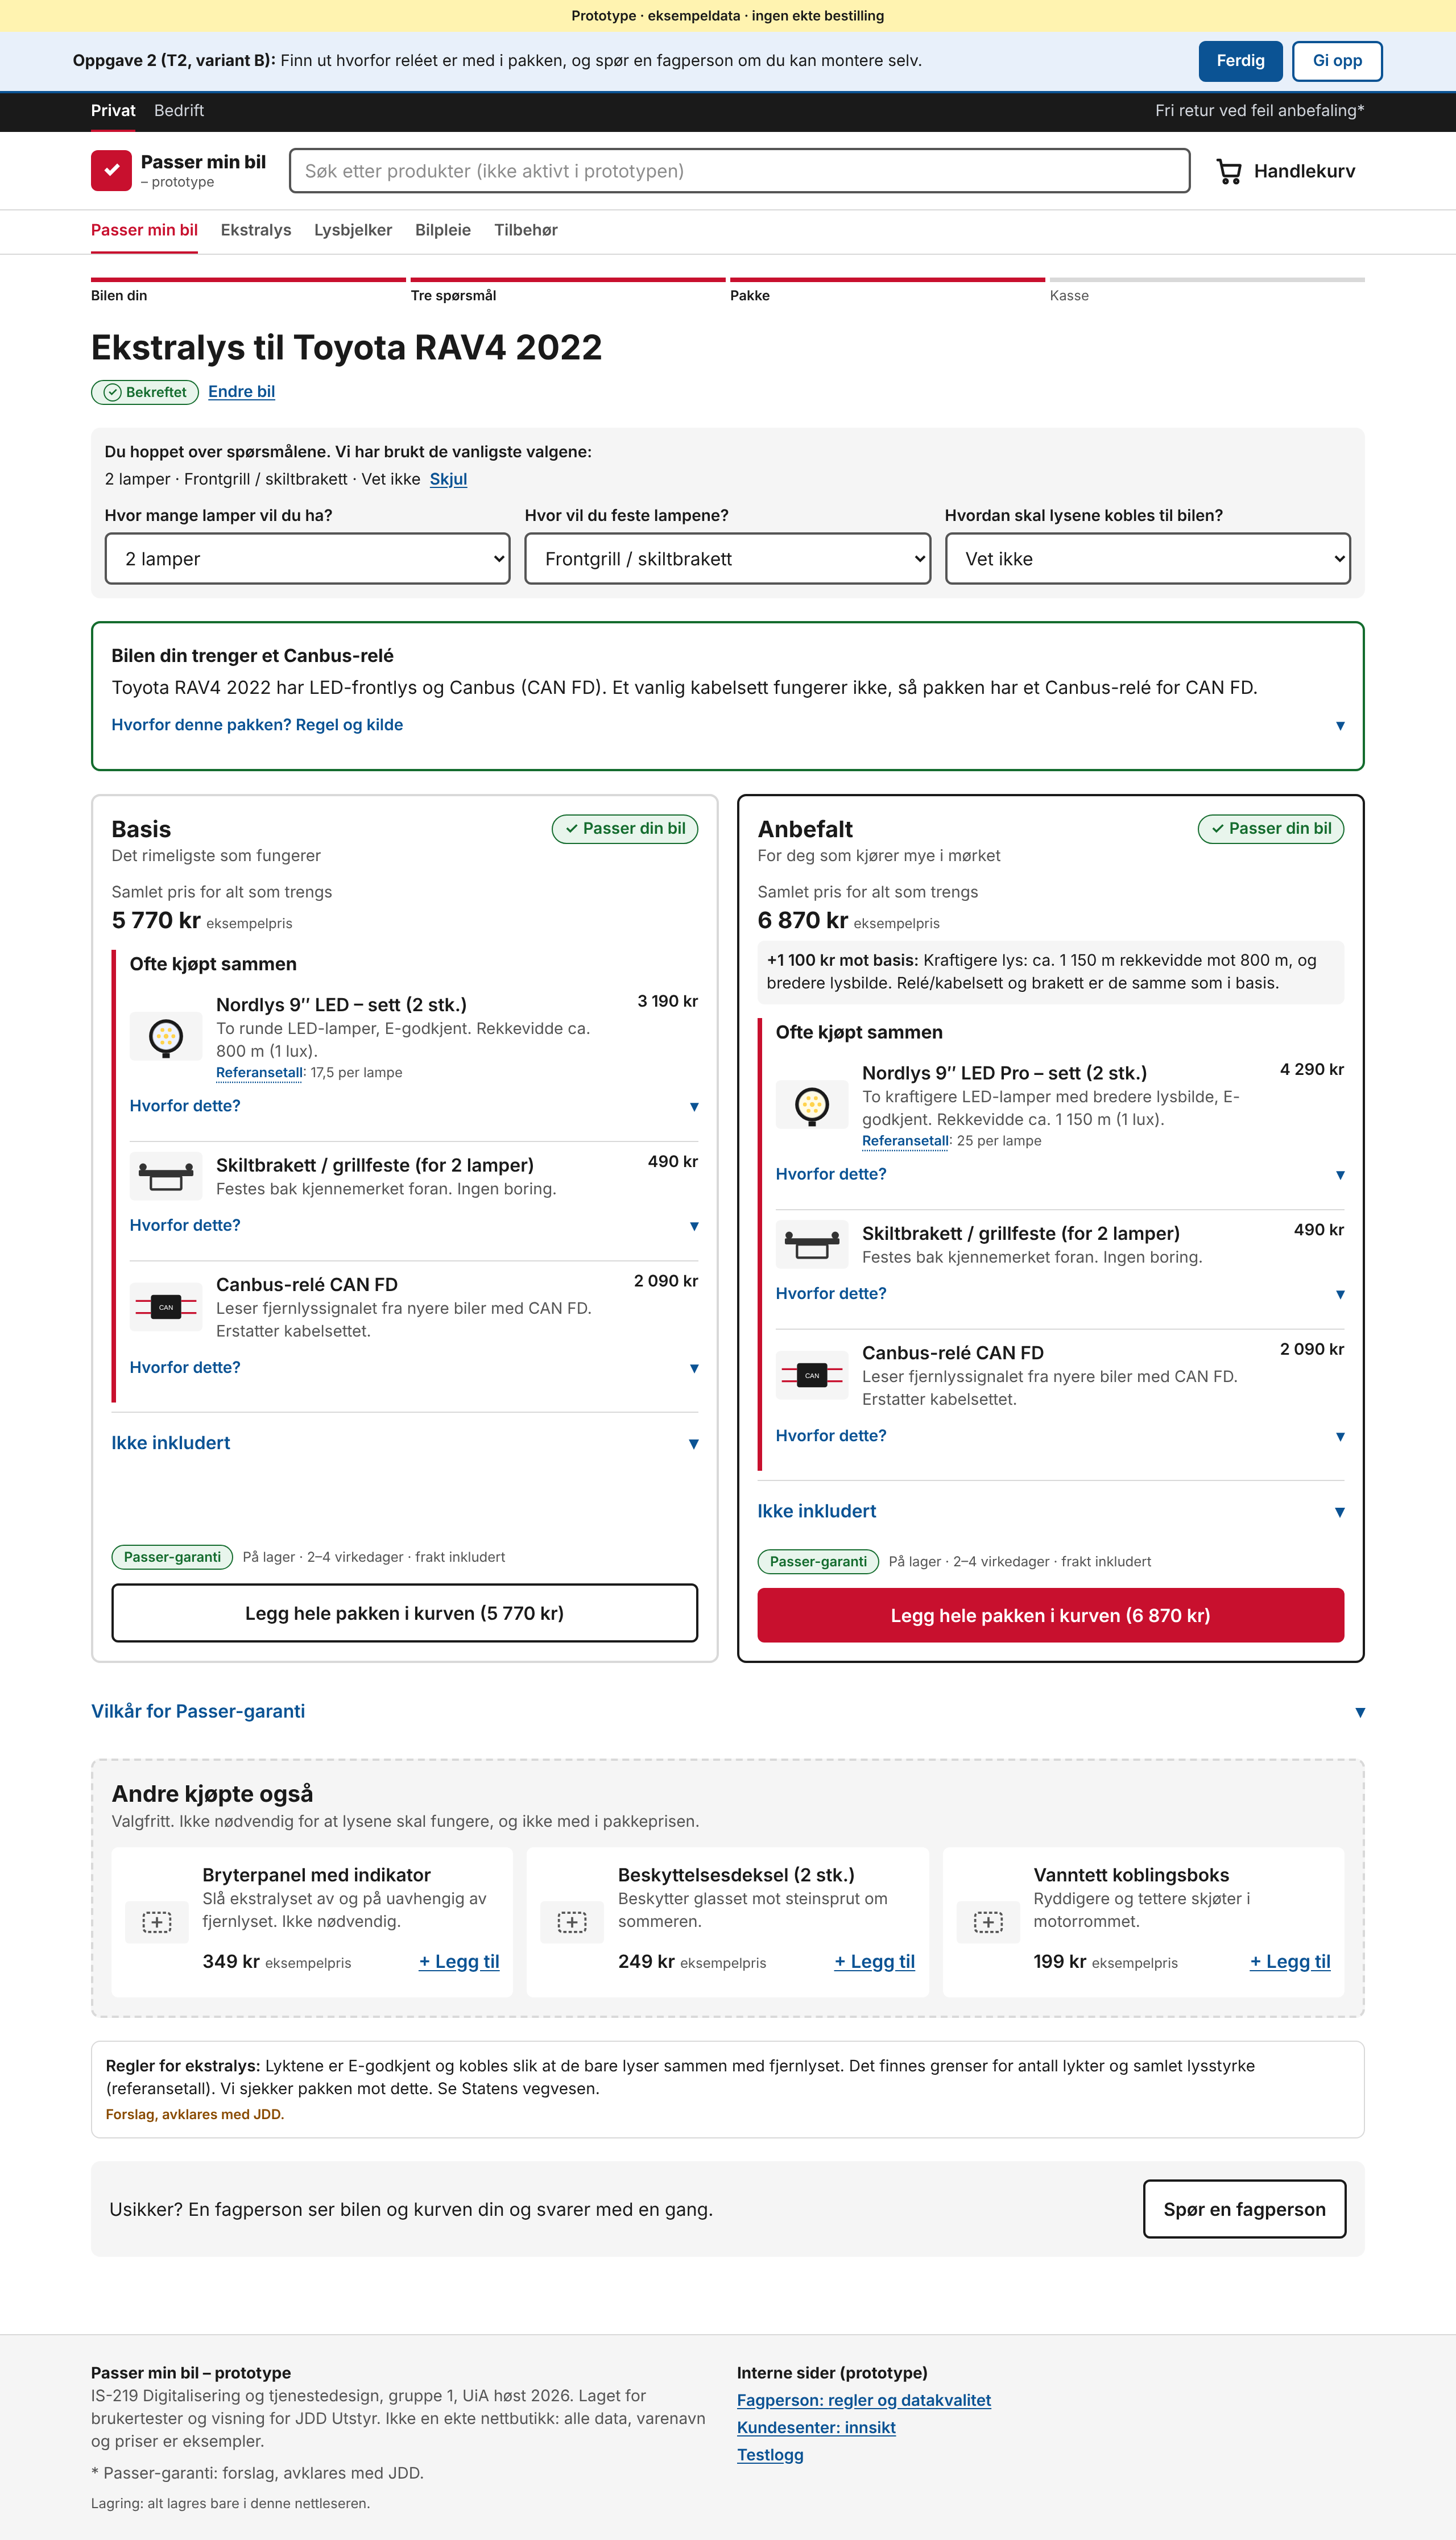 Prototype · eksempeldata · ingen ekte bestilling
Oppgave 2 (T2, variant B): Finn ut hvorfor reléet er med i pakken, og spør en fagperson om du kan montere selv.
Ferdig
Gi opp
Privat
Bedrift
Fri retur ved feil anbefaling*
Passer min bil
– prototype
Søk etter produkter (ikke aktivt i prototypen)
Handlekurv
Passer min bil
Ekstralys
Lysbjelker
Bilpleie
Tilbehør
Bilen din
Tre spørsmål
Pakke
Kasse
Ekstralys til Toyota RAV4 2022
Bekreftet
Endre bil
Du hoppet over spørsmålene. Vi har brukt de vanligste valgene:
2 lamper · Frontgrill / skiltbrakett · Vet ikke Skjul
Hvor mange lamper vil du ha?
Hvor vil du feste lampene?
Hvordan skal lysene kobles til bilen?
2 lamper
Frontgrill / skiltbrakett
Vet ikke
Bilen din trenger et Canbus-relé
Toyota RAV4 2022 har LED-frontlys og Canbus (CAN FD). Et vanlig kabelsett fungerer ikke, så pakken har et Canbus-relé for CAN FD.
Hvorfor denne pakken? Regel og kilde
Basis
Passer din bil
Det rimeligste som fungerer
Samlet pris for alt som trengs
5 770 kr eksempelpris
Ofte kjøpt sammen
Nordlys 9″ LED – sett (2 stk.)
3 190 kr
To runde LED-lamper, E-godkjent. Rekkevidde ca.
800 m (1 lux).
Referansetall: 17,5 per lampe
Hvorfor dette?
Skiltbrakett / grillfeste (for 2 lamper)
490 kr
Festes bak kjennemerket foran. Ingen boring.
Hvorfor dette?
CAN
Canbus-relé CAN FD
2 090 kr
Leser fjernlyssignalet fra nyere biler med CAN FD.
Erstatter kabelsettet.
Hvorfor dette?
Ikke inkludert
Passer-garanti
På lager · 2–4 virkedager · frakt inkludert
Legg hele pakken i kurven (5 770 kr)
Anbefalt
Passer din bil
For deg som kjører mye i mørket
Samlet pris for alt som trengs
6 870 kr eksempelpris
+1 100 kr mot basis: Kraftigere lys: ca. 1 150 m rekkevidde mot 800 m, og
bredere lysbilde. Relé/kabelsett og brakett er de samme som i basis.
Ofte kjøpt sammen
Nordlys 9″ LED Pro – sett (2 stk.)
4 290 kr
To kraftigere LED-lamper med bredere lysbilde, E-
godkjent. Rekkevidde ca. 1 150 m (1 lux).
Referansetall: 25 per lampe
Hvorfor dette?
Skiltbrakett / grillfeste (for 2 lamper)
490 kr
Festes bak kjennemerket foran. Ingen boring.
Hvorfor dette?
CAN
Canbus-relé CAN FD
2 090 kr
Leser fjernlyssignalet fra nyere biler med CAN FD.
Erstatter kabelsettet.
Hvorfor dette?
Ikke inkludert
Passer-garanti
På lager · 2–4 virkedager · frakt inkludert
Legg hele pakken i kurven (6 870 kr)
Vilkår for Passer-garanti
Andre kjøpte også
Valgfritt. Ikke nødvendig for at lysene skal fungere, og ikke med i pakkeprisen.
Bryterpanel med indikator
Slå ekstralyset av og på uavhengig av
fjernlyset. Ikke nødvendig.
349 kr eksempelpris
+ Legg til
Beskyttelsesdeksel (2 stk.)
Beskytter glasset mot steinsprut om
sommeren.
249 kr eksempelpris
+ Legg til
Vanntett koblingsboks
Ryddigere og tettere skjøter i
motorrommet.
199 kr eksempelpris
+ Legg til
Regler for ekstralys: Lyktene er E-godkjent og kobles slik at de bare lyser sammen med fjernlyset. Det finnes grenser for antall lykter og samlet lysstyrke
(referansetall). Vi sjekker pakken mot dette. Se Statens vegvesen.
Forslag, avklares med JDD.
Usikker? En fagperson ser bilen og kurven din og svarer med en gang.
Spør en fagperson
Passer min bil – prototype
IS-219 Digitalisering og tjenestedesign, gruppe 1, UiA høst 2026. Laget for
brukertester og visning for JDD Utstyr. Ikke en ekte nettbutikk: alle data, varenavn
og priser er eksempler.
* Passer-garanti: forslag, avklares med JDD.
Lagring: alt lagres bare i denne nettleseren.
Interne sider (prototype)
Fagperson: regler og datakvalitet
Kundesenter: innsikt
Testlogg